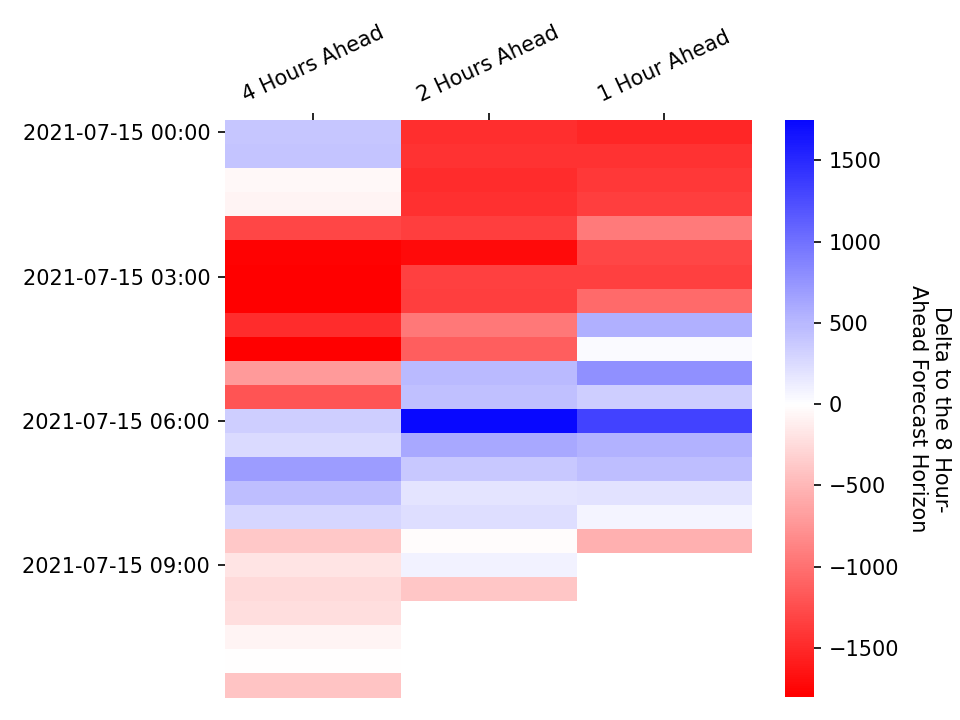 4 Hours Ahead
2 Hours Ahead
1 Hour Ahead
2021-07-15 00:00
2021-07-15 03:00
2021-07-15 06:00
2021-07-15 09:00
1500
1000
500
0
−500
−1000
−1500
Delta to the 8 Hour-
Ahead Forecast Horizon